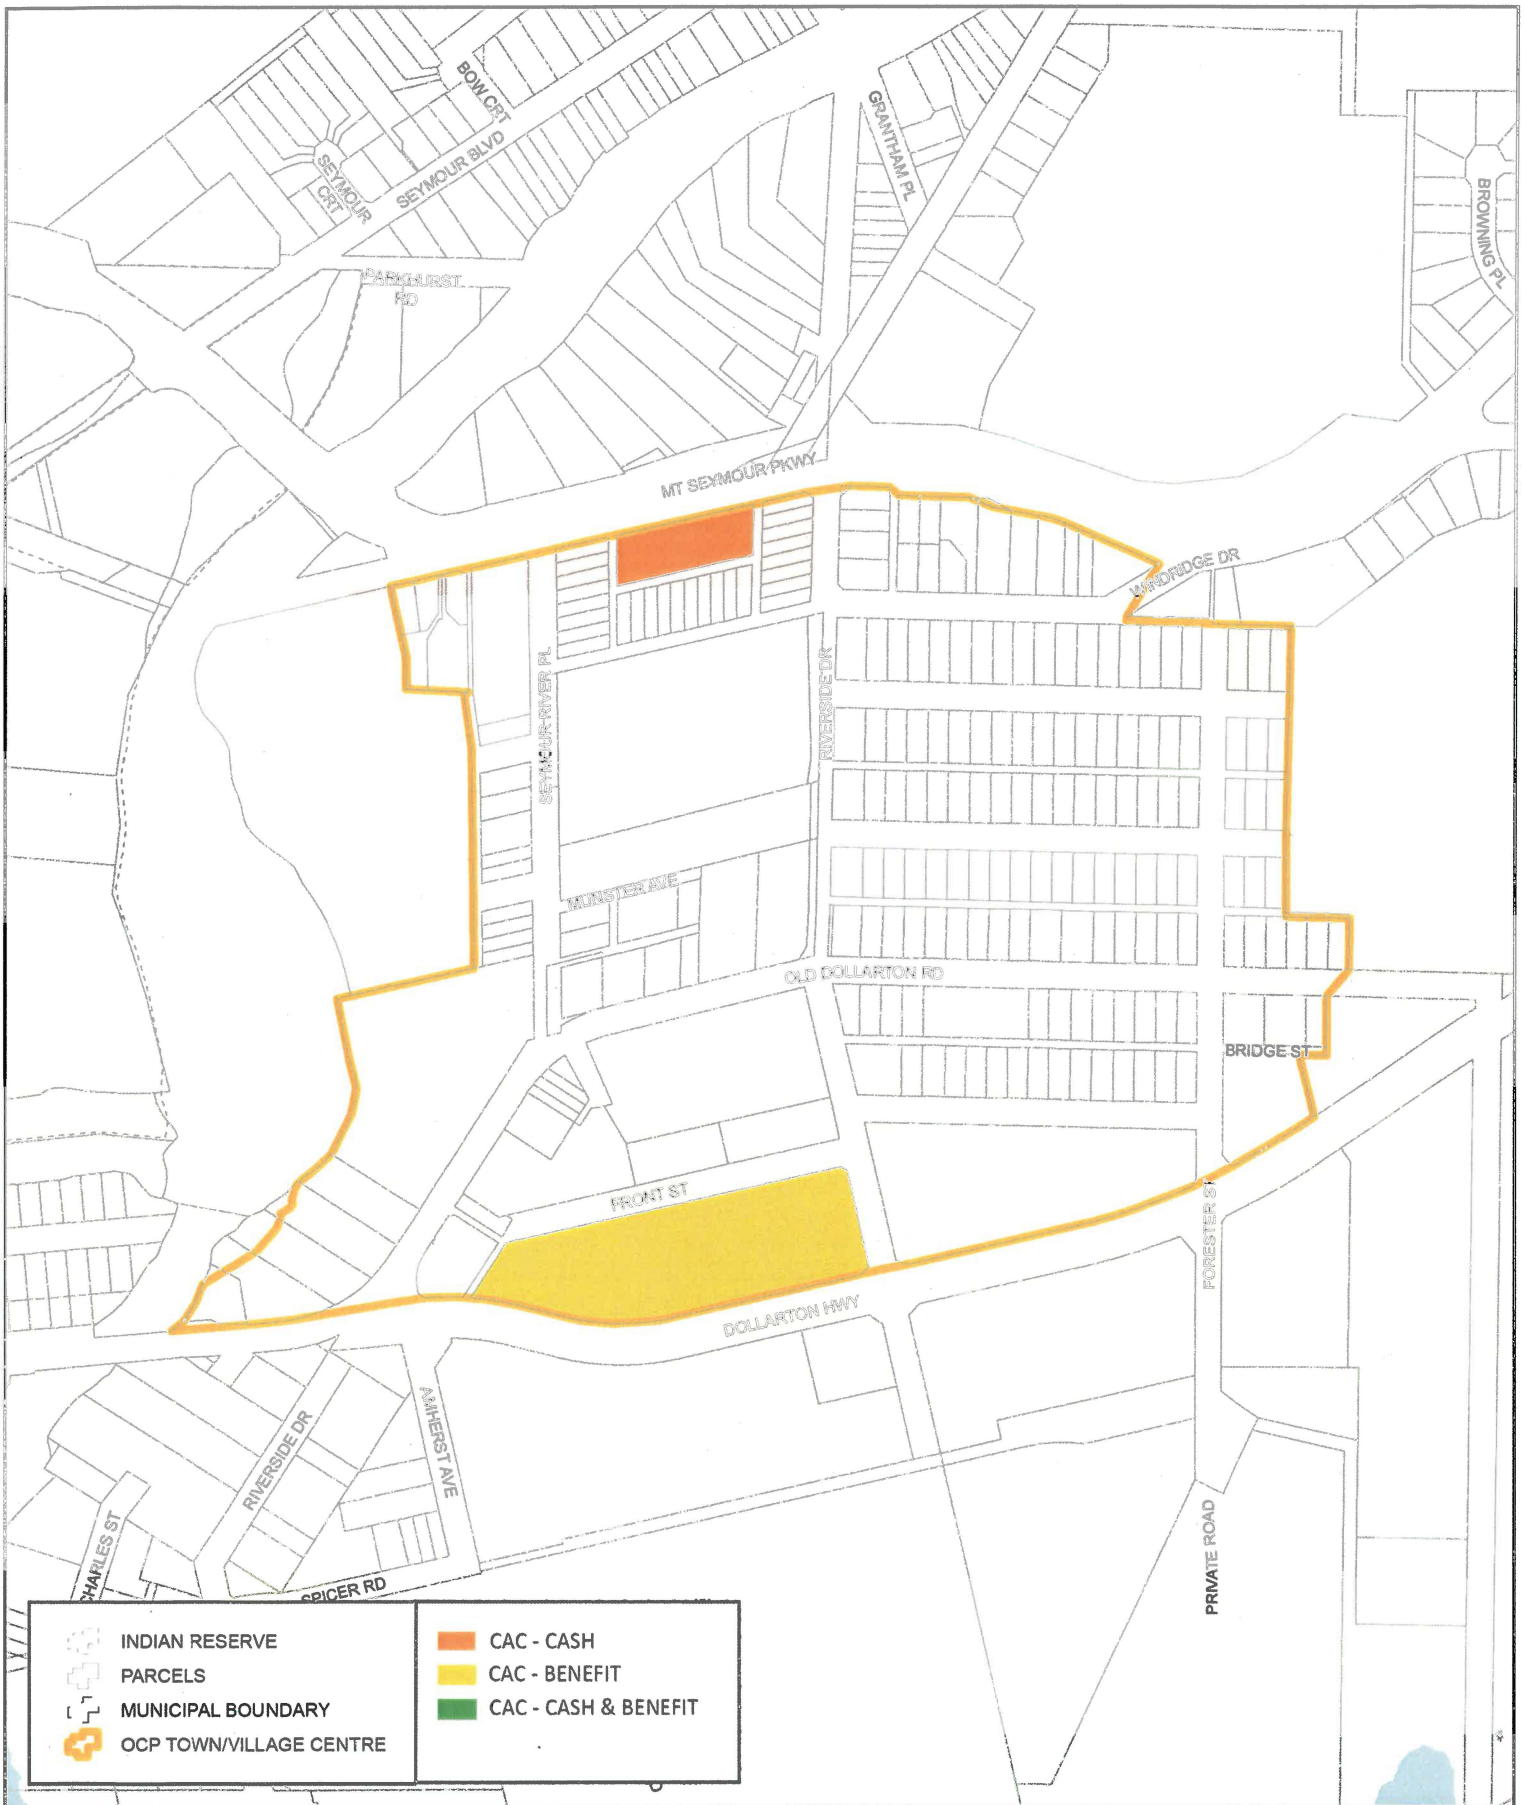 BOW CRT
GRANTHAM PL
SEYMOUR BLVD
SEYMOUR
CRT
BROWNING PL
PARKHURST
RD
MT SEYMOUR PKWY
WINDRIDGE DR
SEYMOUR RIVER PL
RIVERSIDE DR
MUNSTER AVE
OLD DOLLARTON RD
BRIDGE ST
FRONT ST
FORESTER ST
DOLLARTON HWY
AMHERST AVE
RIVERSIDE DR
CHARLES ST
PRIVATE ROAD
SPICER RD
INDIAN RESERVE
PARCELS
MUNICIPAL BOUNDARY
OCP TOWN/VILLAGE CENTRE
CAC - CASH
CAC - BENEFIT
CAC - CASH & BENEFIT